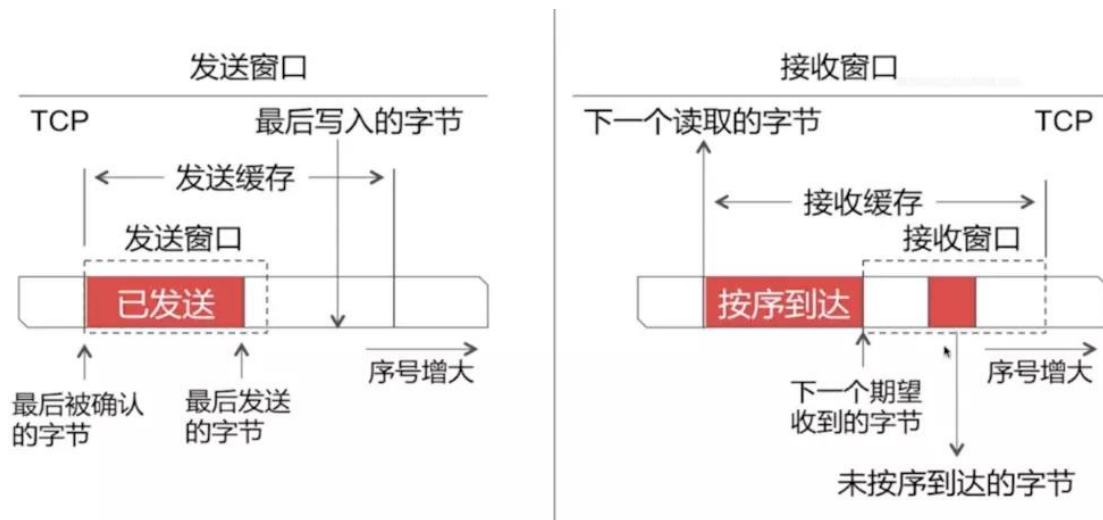 发送窗口
TCP
最后写入的字节
发送缓存
发送窗口
已发送
序号增大
最后被确认
的字节
最后发送
的字节
接收窗口
下一个读取的字节
TCP
接收缓存
接收窗口
按序到达
序号增大
下一个期望
收到的字节
未按序到达的字节